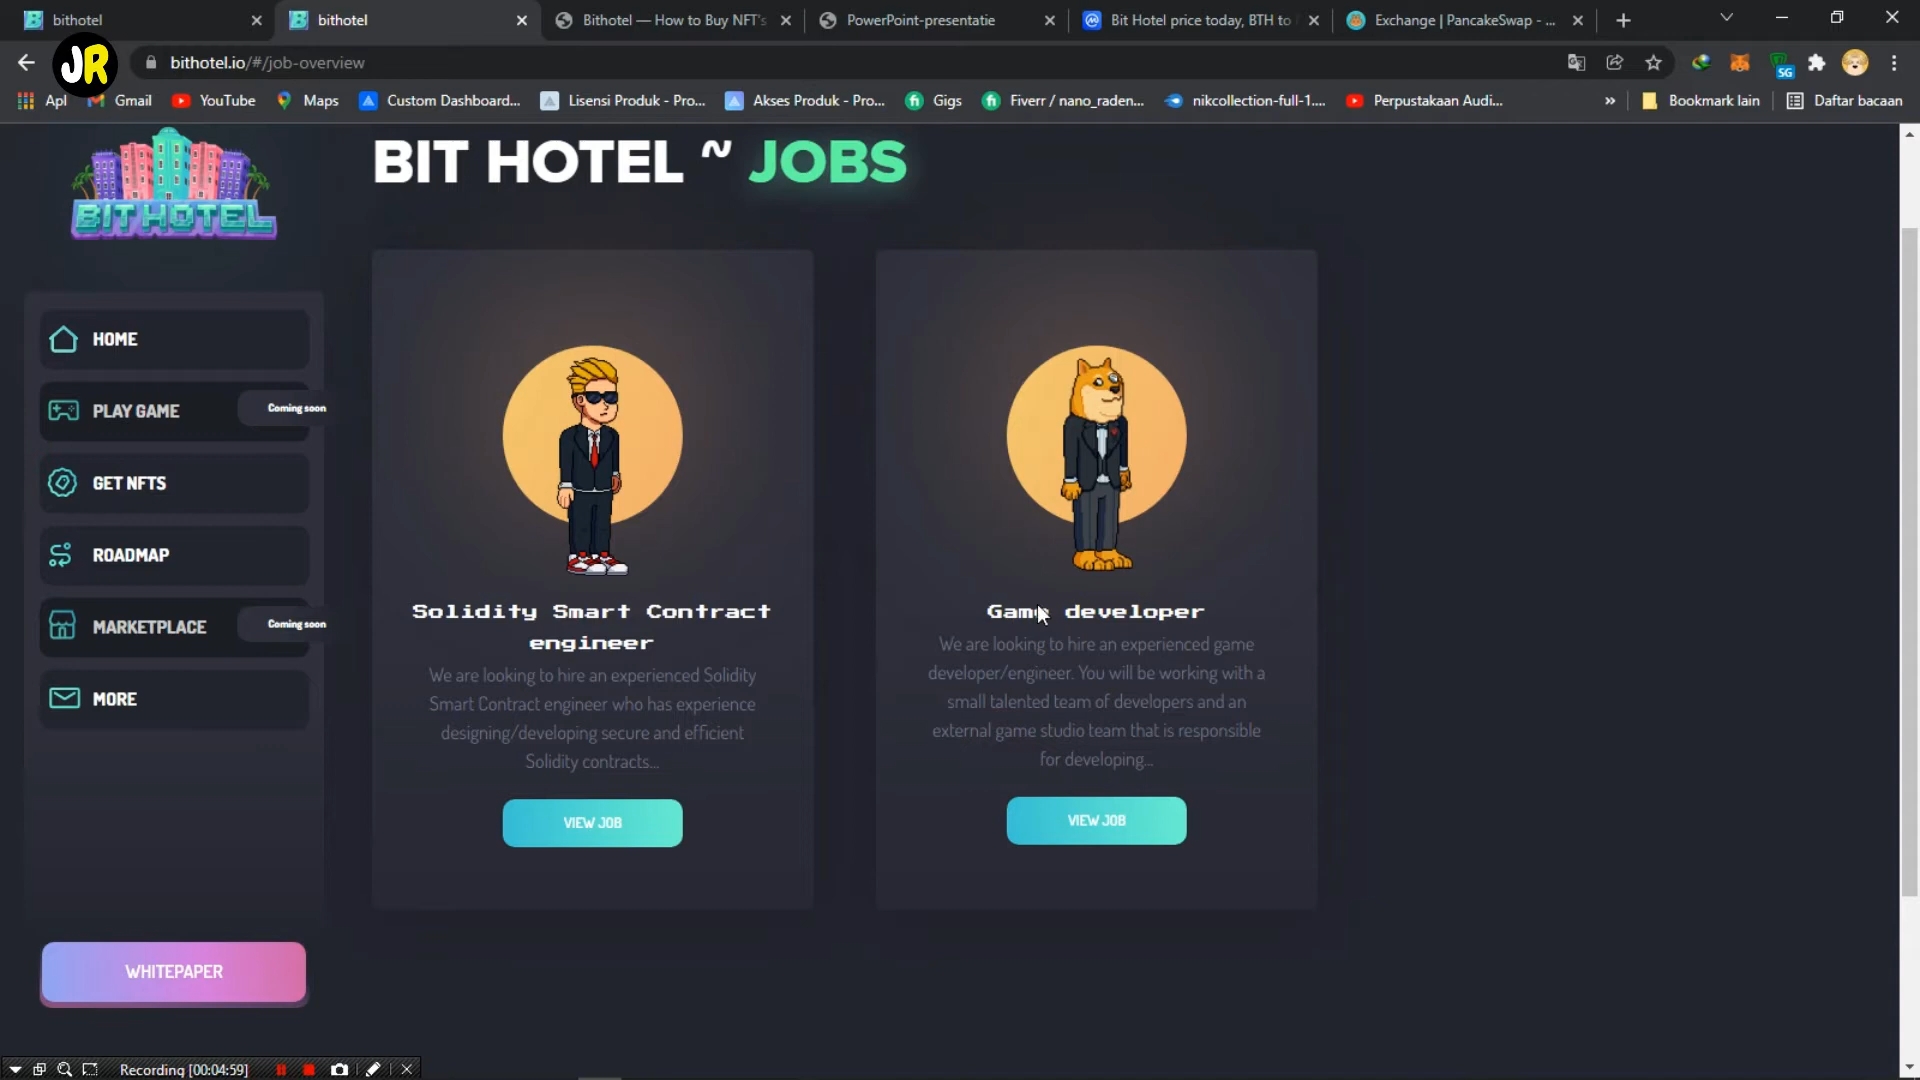 bithotel
bithotel
Bithotel — How to Buy NFT's
PowerPoint-presentatie
Bit Hotel price today, BTH to
Exchange | PancakeSwap - ...
JR
bithotel.io/#/job-overview
SG
Apl
Gmail
YouTube
Maps
Custom Dashboard...
Lisensi Produk - Pro...
Akses Produk - Pro...
Gigs
Fiverr / nano_raden...
nikcollection-full-1....
Perpustakaan Audi...
»
Bookmark lain
Daftar bacaan
BIT HOTEL
BIT HOTEL ~ JOBS
HOME
PLAY GAME
Coming soon
GET NFTS
ROADMAP
MARKETPLACE
Coming soon
MORE
WHITEPAPER
Solidity Smart Contract
engineer
We are looking to hire an experienced Solidity
Smart Contract engineer who has experience
designing/developing secure and efficient
Solidity contracts...
VIEW JOB
Game developer
We are looking to hire an experienced game
developer/engineer. You will be working with a
small talented team of developers and an
external game studio team that is responsible
for developing...
VIEW JOB
Recording [00:04:59]